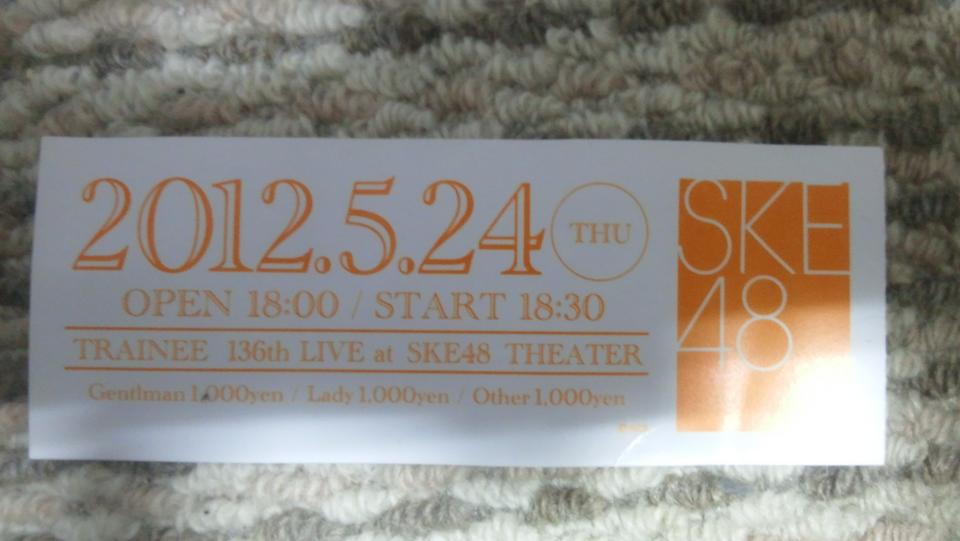 2012.5.24 THU
OPEN 18:00 / START 18:30
TRAINEE 136th LIVE at SKE48 THEATER
Gentlman 1,000yen / Lady 1,000yen / Other 1,000yen
SKE
48